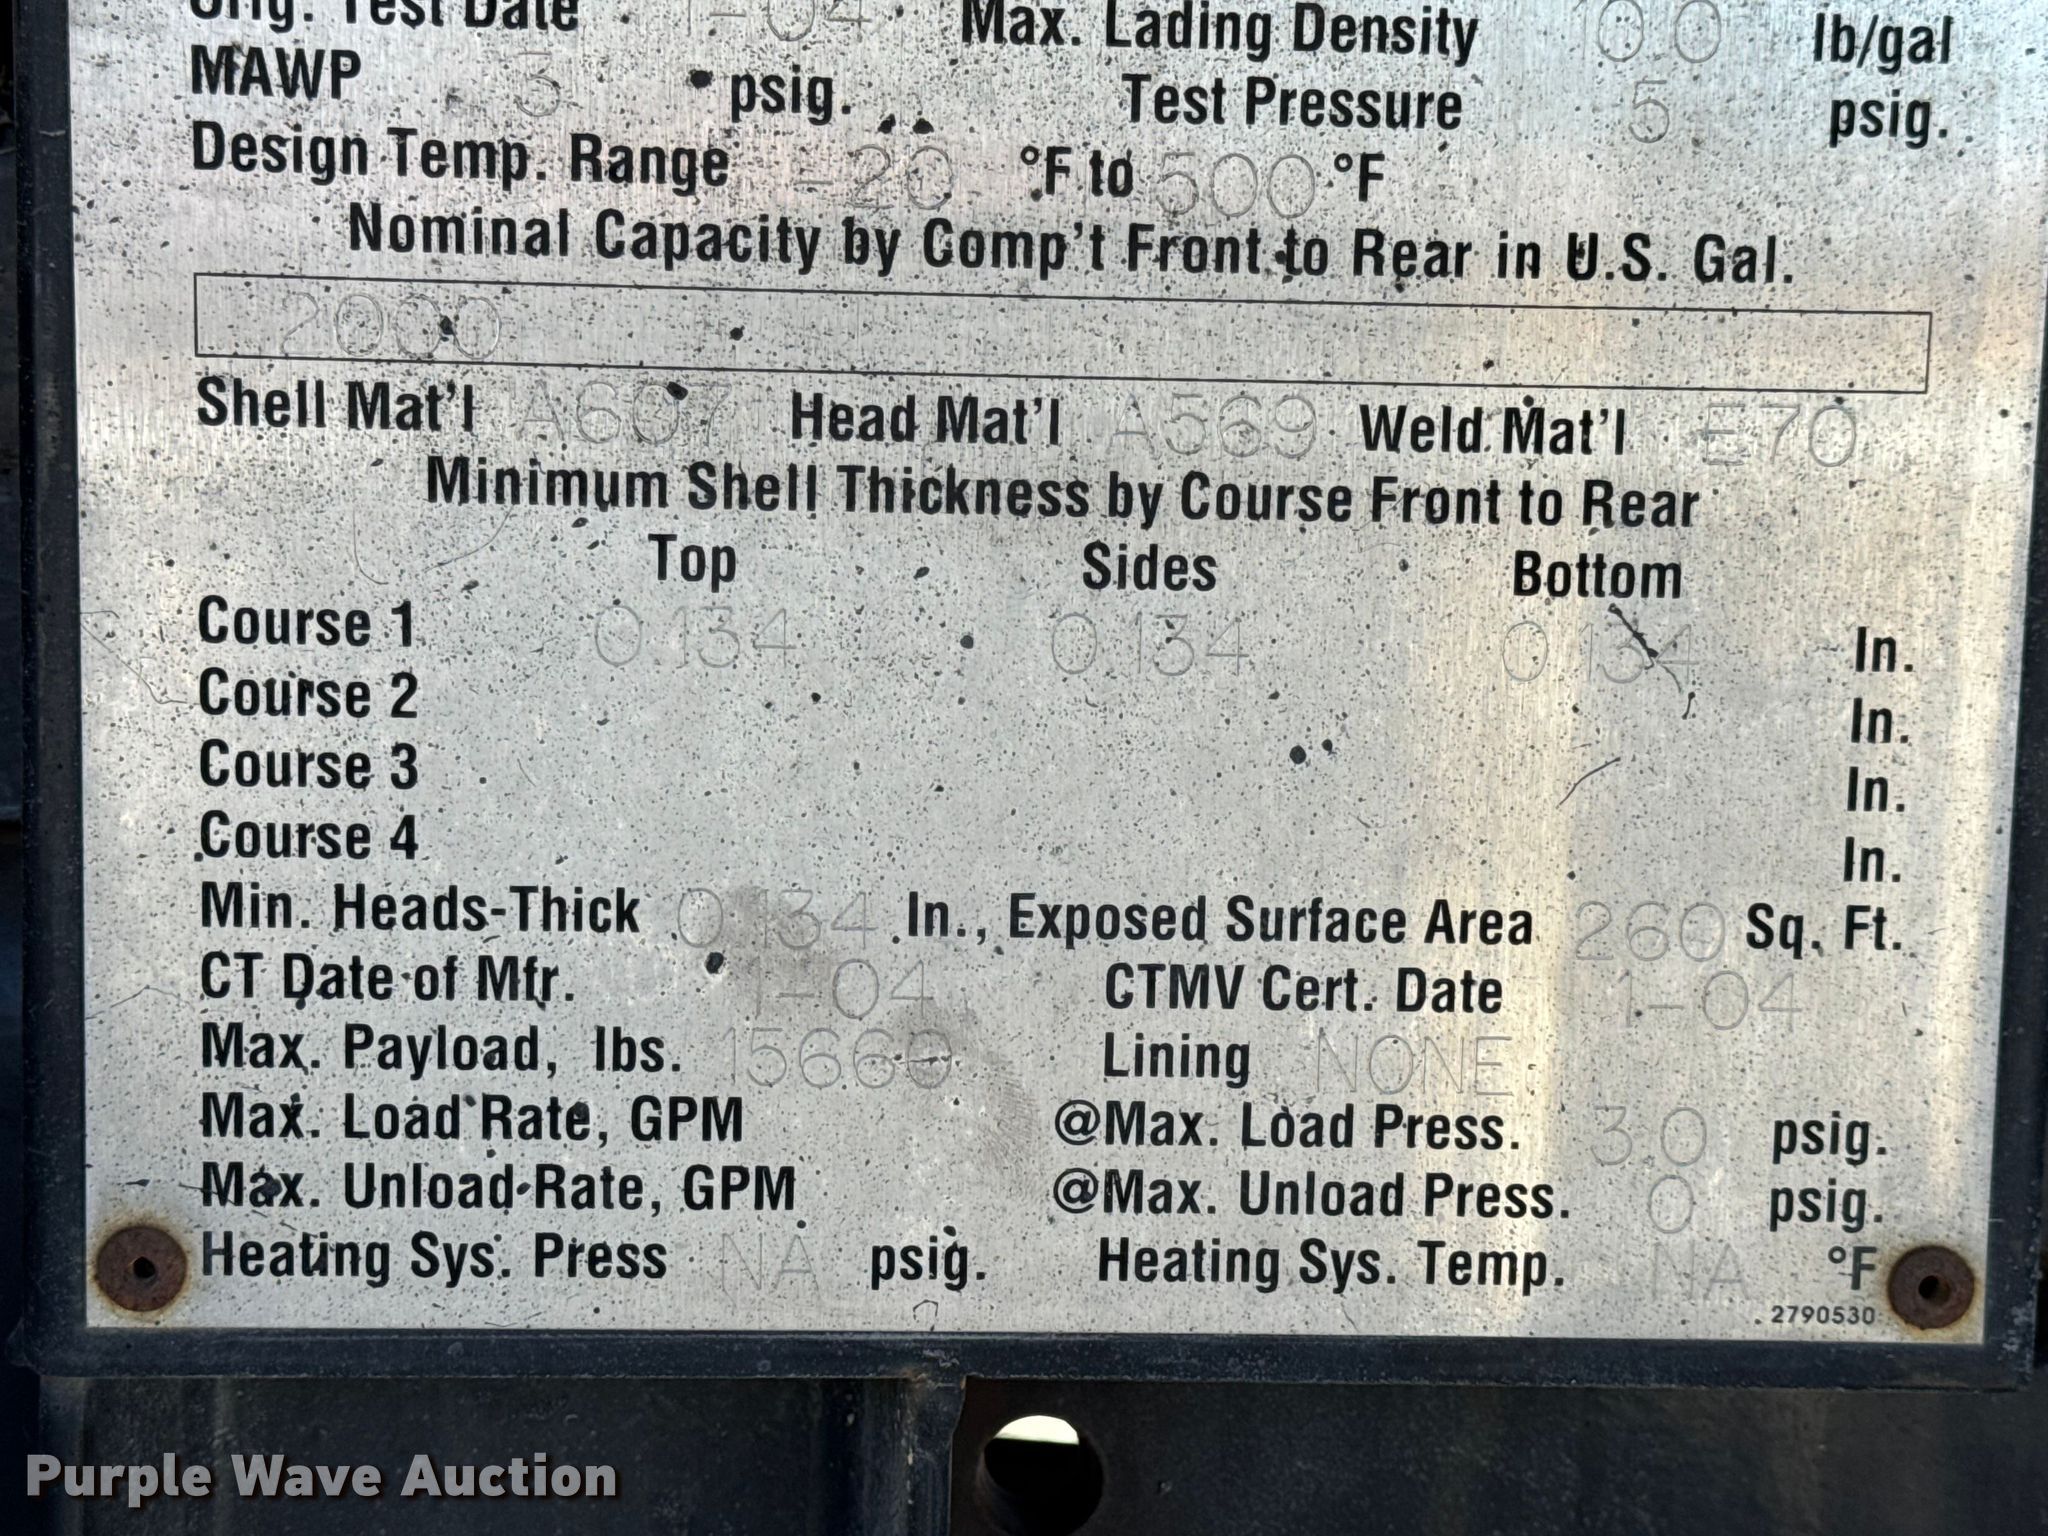 Orig. Test Date 1-04 Max. Lading Density 10.0 lb/gal
MAWP 3 psig. Test Pressure 5 psig.
Design Temp. Range -20 °F to 500 °F
Nominal Capacity by Comp't Front to Rear in U.S. Gal.
2000
Shell Mat'l A607 Head Mat'l A569 Weld Mat'l E70
Minimum Shell Thickness by Course Front to Rear
Top Sides Bottom
Course 1 0.134 0.134 0.134 In.
Course 2 In.
Course 3 In.
Course 4 In.
Min. Heads-Thick 0.134 In., Exposed Surface Area 260 Sq. Ft.
CT Date of Mfr. 1-04 CTMV Cert. Date 1-04
Max. Payload, lbs. 15660 Lining NONE
Max. Load Rate, GPM @Max. Load Press. 3.0 psig.
Max. Unload Rate, GPM @Max. Unload Press. 0 psig.
Heating Sys. Press NA psig. Heating Sys. Temp. NA °F
2790530
Purple Wave Auction